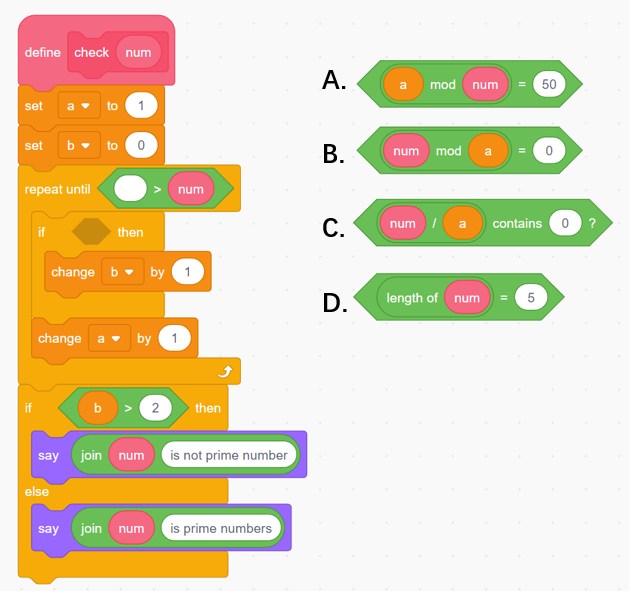 define check num
set a to 1
set b to 0
repeat until > num
if then
change b by 1
change a by 1
if b > 2 then
say join num is not prime number
else
say join num is prime numbers
A. a mod num = 50
B. num mod a = 0
C. num / a contains 0 ?
D. length of num = 5